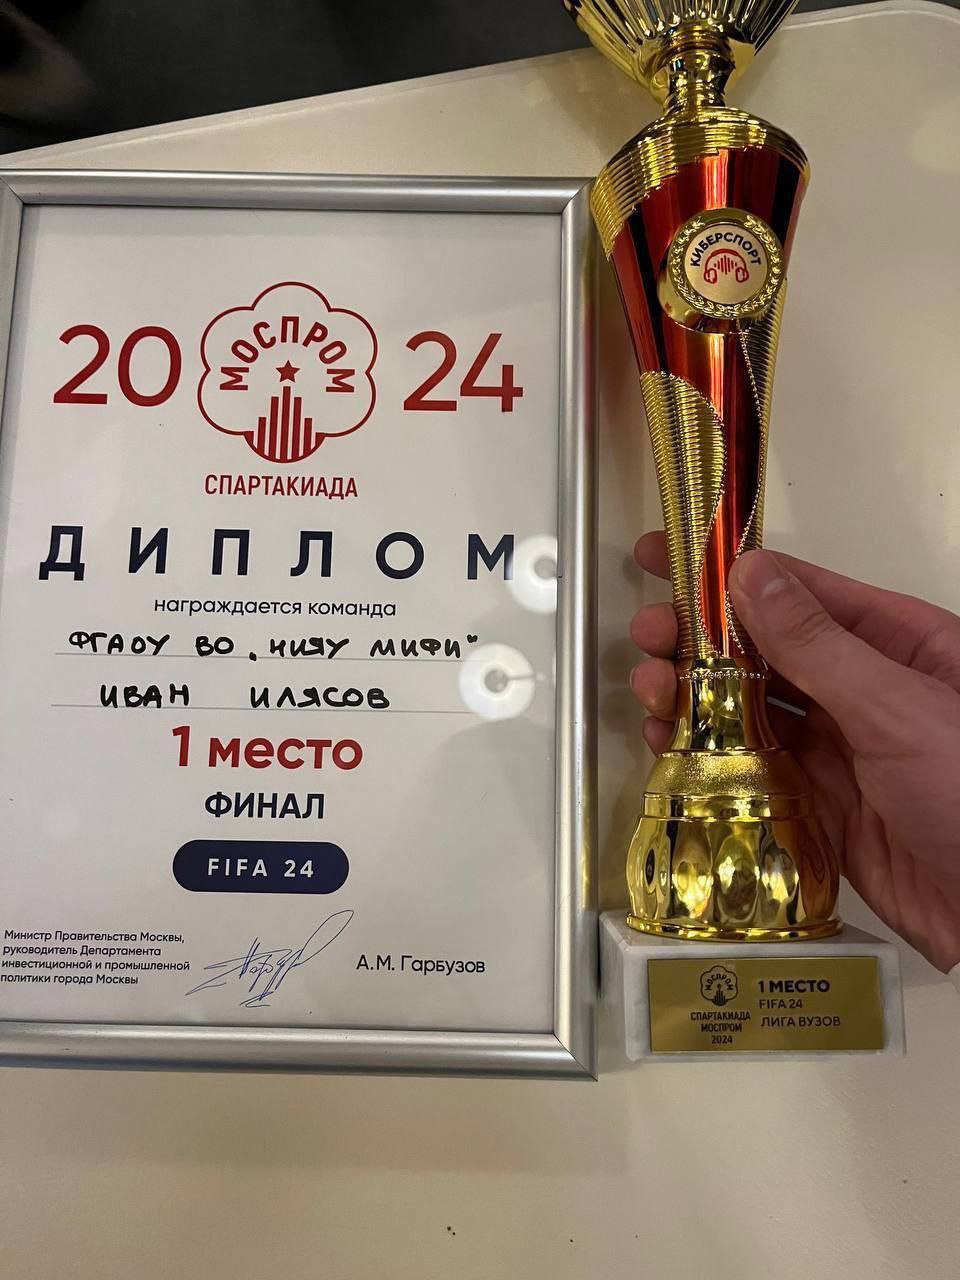 2024
МОСПРОМ
СПАРТАКИАДА
ДИПЛОМ
награждается команда
ФГАОУ ВО „НИЯУ МИФИ"
ИВАН ИЛЯСОВ
1 место
ФИНАЛ
FIFA 24
Министр Правительства Москвы,
руководитель Департамента
инвестиционной и промышленной
политики города Москвы
А.М. Гарбузов
КИБЕРСПОРТ
МОСПРОМ
СПАРТАКИАДА
МОСПРОМ
2024
1 МЕСТО
FIFA 24
ЛИГА ВУЗОВ